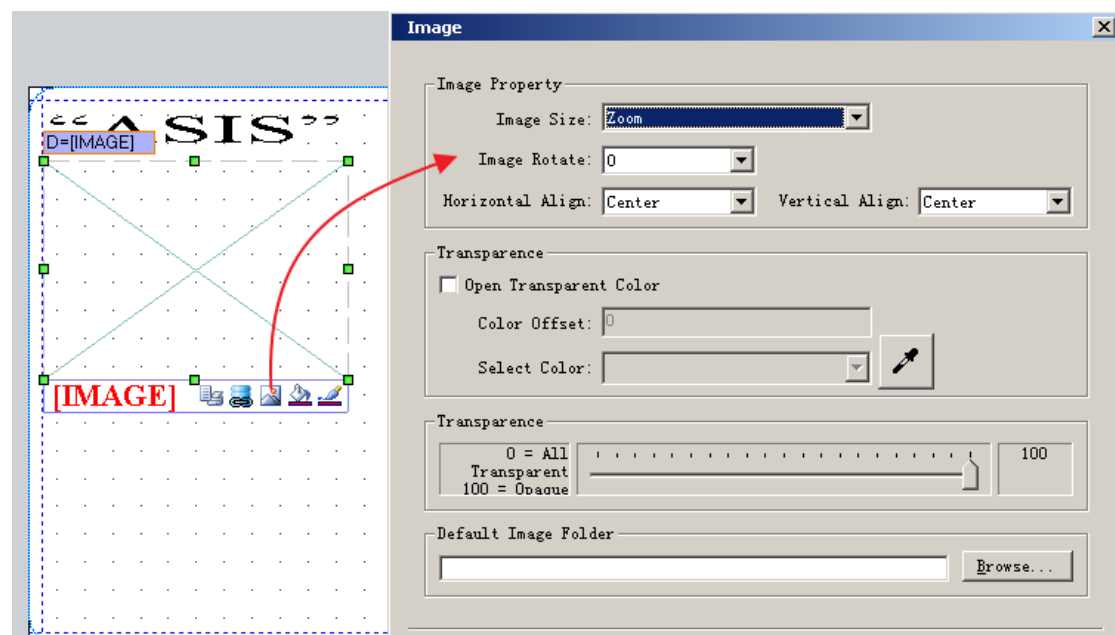 “A SIS”
D=[IMAGE]
[IMAGE]
Image
Image Property
Image Size: Zoom
Image Rotate: 0
Horizontal Align: Center Vertical Align: Center
Transparence
Open Transparent Color
Color Offset: 0
Select Color:
Transparence
0 = All
Transparent
100 = Opaque
100
Default Image Folder
Browse...